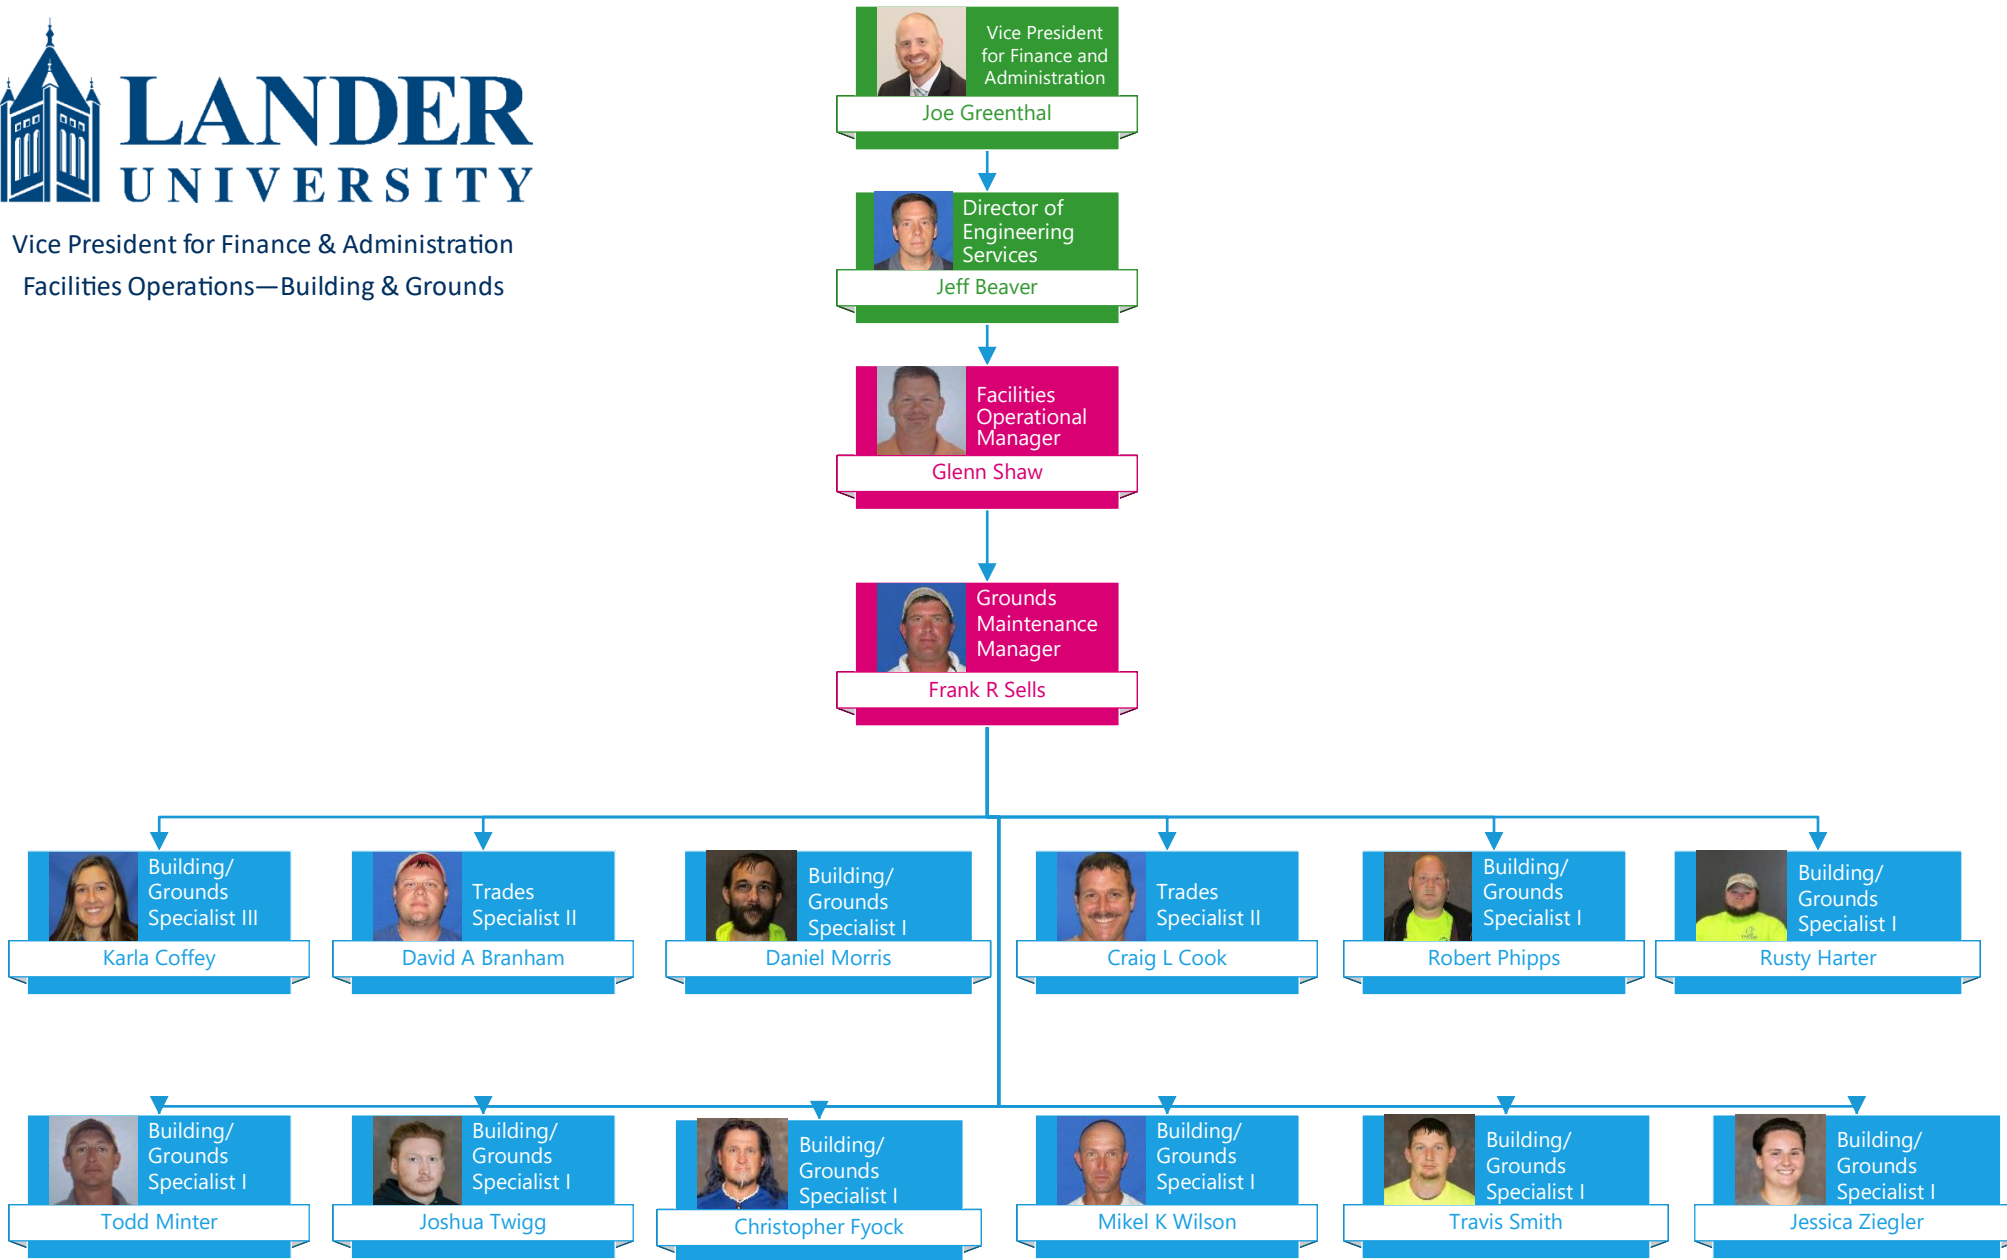 LANDER
UNIVERSITY
Vice President for Finance & Administration
Facilities Operations—Building & Grounds
Vice President
for Finance and
Administration
Joe Greenthal
Director of
Engineering
Services
Jeff Beaver
Facilities
Operational
Manager
Glenn Shaw
Grounds
Maintenance
Manager
Frank R Sells
Building/
Grounds
Specialist III
Karla Coffey
Trades
Specialist II
David A Branham
Building/
Grounds
Specialist I
Daniel Morris
Trades
Specialist II
Craig L Cook
Building/
Grounds
Specialist I
Robert Phipps
Building/
Grounds
Specialist I
Rusty Harter
Building/
Grounds
Specialist I
Todd Minter
Building/
Grounds
Specialist I
Joshua Twigg
Building/
Grounds
Specialist I
Christopher Fyock
Building/
Grounds
Specialist I
Mikel K Wilson
Building/
Grounds
Specialist I
Travis Smith
Building/
Grounds
Specialist I
Jessica Ziegler